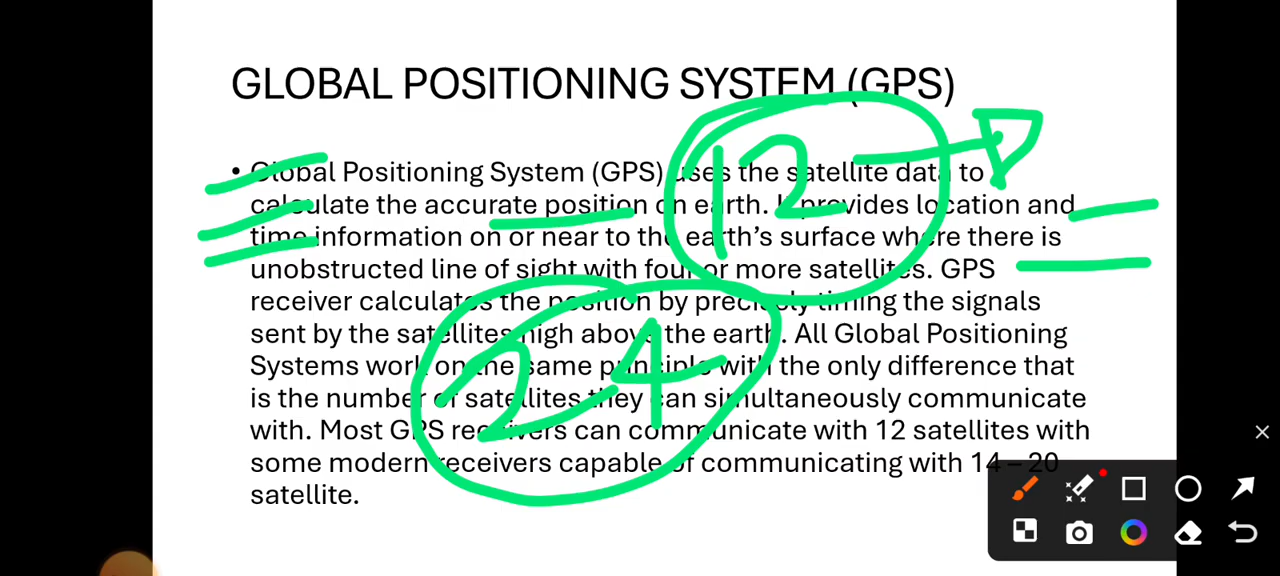 GLOBAL POSITIONING SYSTEM (GPS)
• Global Positioning System (GPS) uses the satellite data to
calculate the accurate position on earth. It provides location and
time information on or near to the earth's surface where there is
unobstructed line of sight with four or more satellites. GPS
receiver calculates the position by precisely timing the signals
sent by the satellites high above the earth. All Global Positioning
Systems work on the same principle with the only difference that
is the number of satellites they can simultaneously communicate
with. Most GPS receivers can communicate with 12 satellites with
some modern receivers capable of communicating with 14 – 20
satellite.
12
24